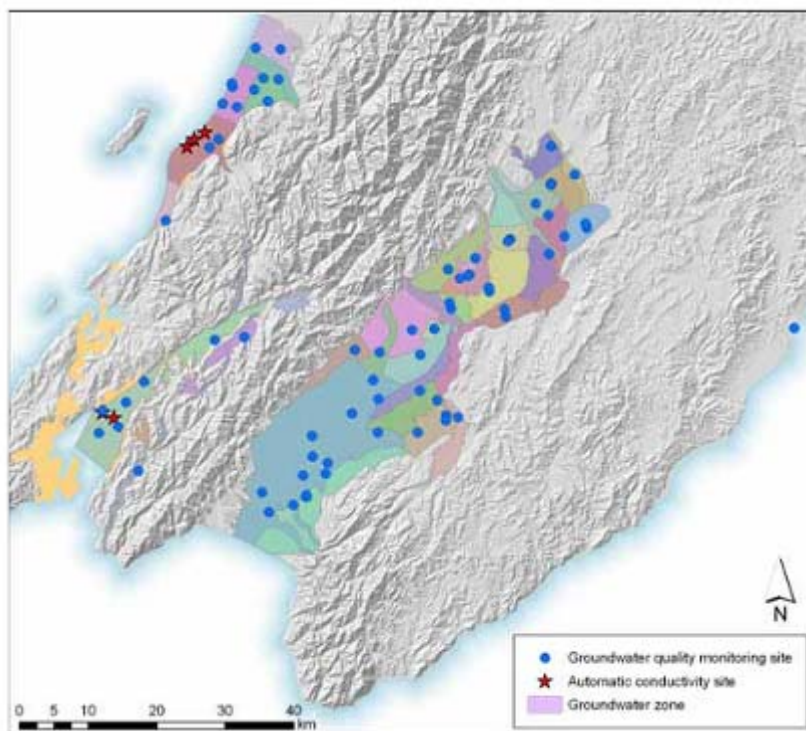 N
Groundwater quality monitoring site
Automatic conductivity site
Groundwater zone
0 5 10 20 30 40
km